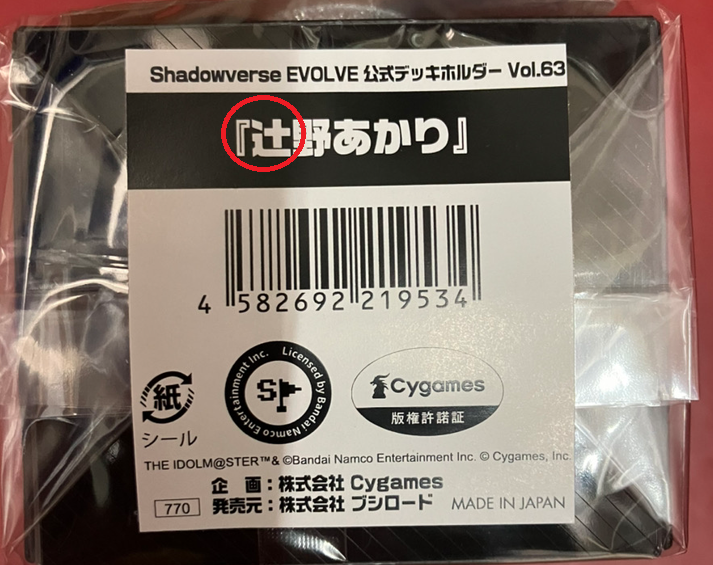 Shadowverse EVOLVE 公式デッキホルダー Vol.63
『辻野あかり』
4 582692 219534
紙
シール
Licensed by Bandai Namco Entertainment Inc.
SP
Cygames
版権許諾証
THE IDOLM@STER™& ©Bandai Namco Entertainment Inc. © Cygames, Inc.
企 画：株式会社 Cygames
770
発売元：株式会社 ブシロード
MADE IN JAPAN